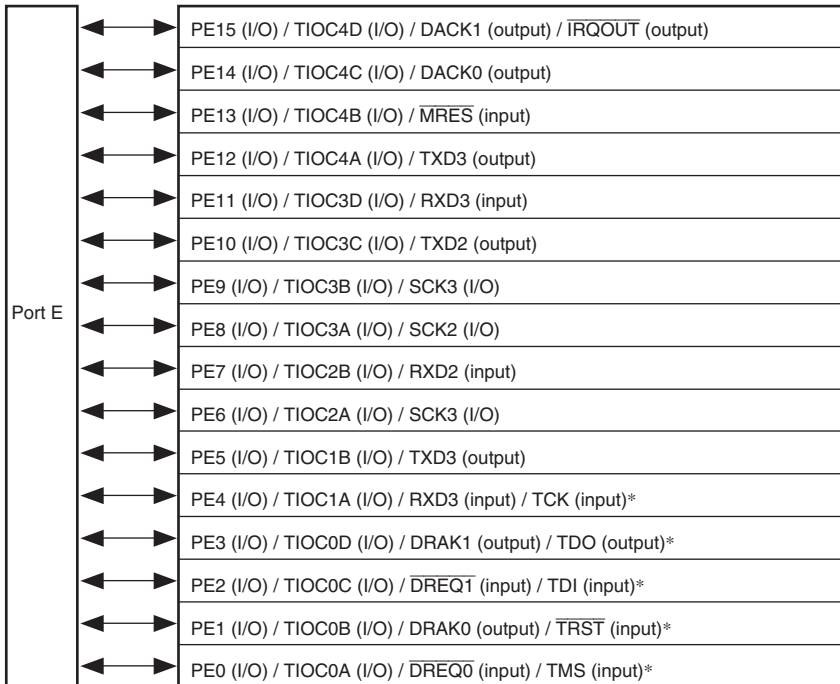 PE15 (I/O) / TIOC4D (I/O) / DACK1 (output) / IRQOUT (output)
PE14 (I/O) / TIOC4C (I/O) / DACK0 (output)
PE13 (I/O) / TIOC4B (I/O) / MRES (input)
PE12 (I/O) / TIOC4A (I/O) / TXD3 (output)
PE11 (I/O) / TIOC3D (I/O) / RXD3 (input)
PE10 (I/O) / TIOC3C (I/O) / TXD2 (output)
PE9 (I/O) / TIOC3B (I/O) / SCK3 (I/O)
Port E
PE8 (I/O) / TIOC3A (I/O) / SCK2 (I/O)
PE7 (I/O) / TIOC2B (I/O) / RXD2 (input)
PE6 (I/O) / TIOC2A (I/O) / SCK3 (I/O)
PE5 (I/O) / TIOC1B (I/O) / TXD3 (output)
PE4 (I/O) / TIOC1A (I/O) / RXD3 (input) / TCK (input)*
PE3 (I/O) / TIOC0D (I/O) / DRAK1 (output) / TDO (output)*
PE2 (I/O) / TIOC0C (I/O) / DREQ1 (input) / TDI (input)*
PE1 (I/O) / TIOC0B (I/O) / DRAK0 (output) / TRST (input)*
PE0 (I/O) / TIOC0A (I/O) / DREQ0 (input) / TMS (input)*